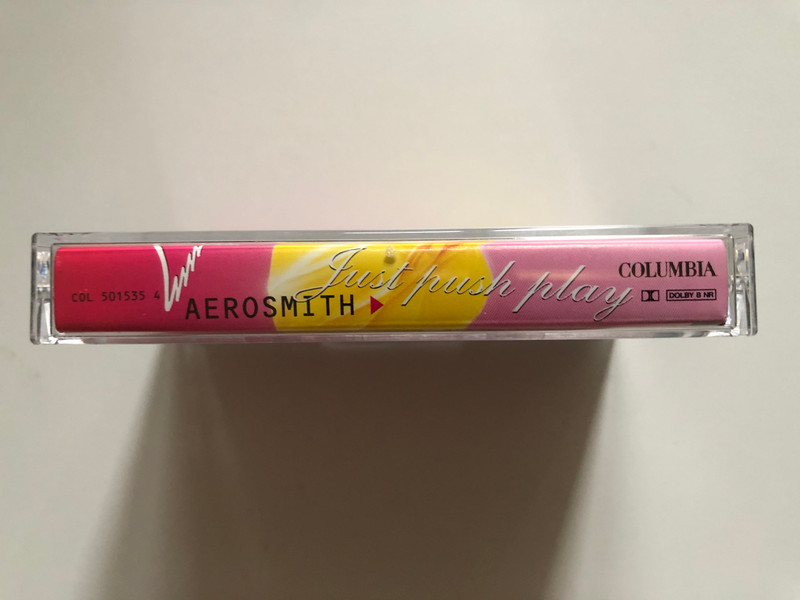 COL 501535 4
AEROSMITH
Just push play
COLUMBIA
DOLBY B NR